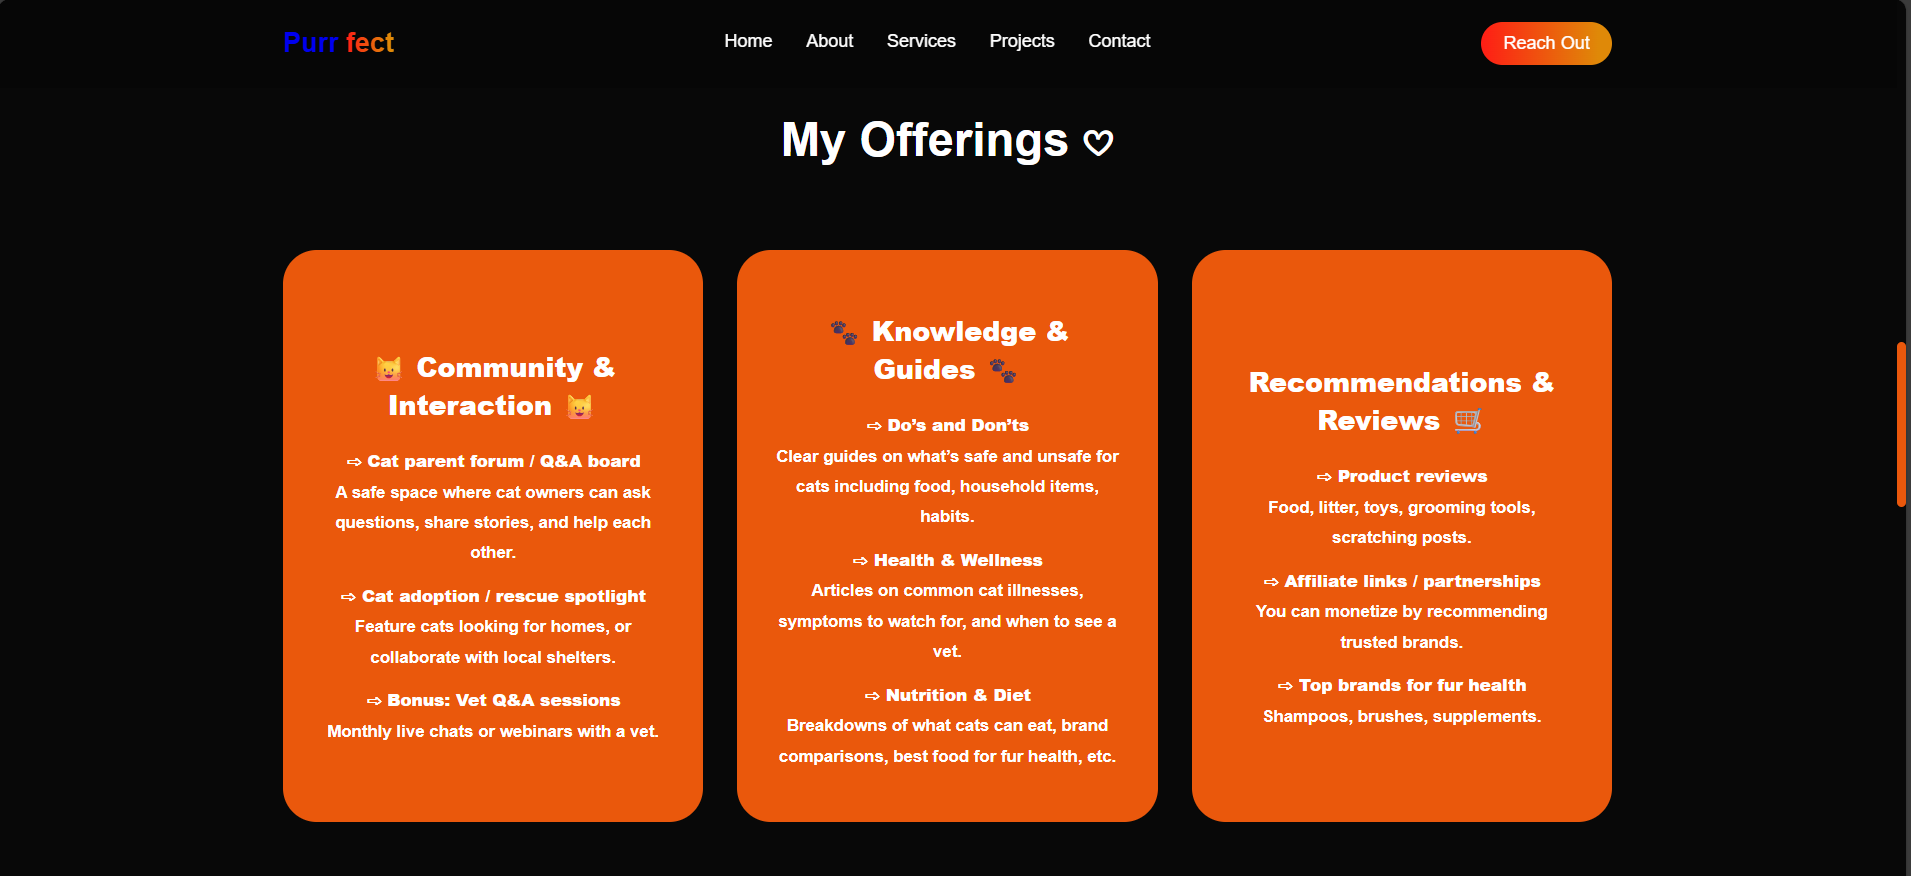 Purr fect
Home About Services Projects Contact
Reach Out
My Offerings ♡
🐱 Community &
Interaction 🐱
⇨ Cat parent forum / Q&A board
A safe space where cat owners can ask
questions, share stories, and help each
other.
⇨ Cat adoption / rescue spotlight
Feature cats looking for homes, or
collaborate with local shelters.
⇨ Bonus: Vet Q&A sessions
Monthly live chats or webinars with a vet.
🐾 Knowledge &
Guides 🐾
⇨ Do’s and Don’ts
Clear guides on what’s safe and unsafe for
cats including food, household items,
habits.
⇨ Health & Wellness
Articles on common cat illnesses,
symptoms to watch for, and when to see a
vet.
⇨ Nutrition & Diet
Breakdowns of what cats can eat, brand
comparisons, best food for fur health, etc.
Recommendations &
Reviews 🛒
⇨ Product reviews
Food, litter, toys, grooming tools,
scratching posts.
⇨ Affiliate links / partnerships
You can monetize by recommending
trusted brands.
⇨ Top brands for fur health
Shampoos, brushes, supplements.